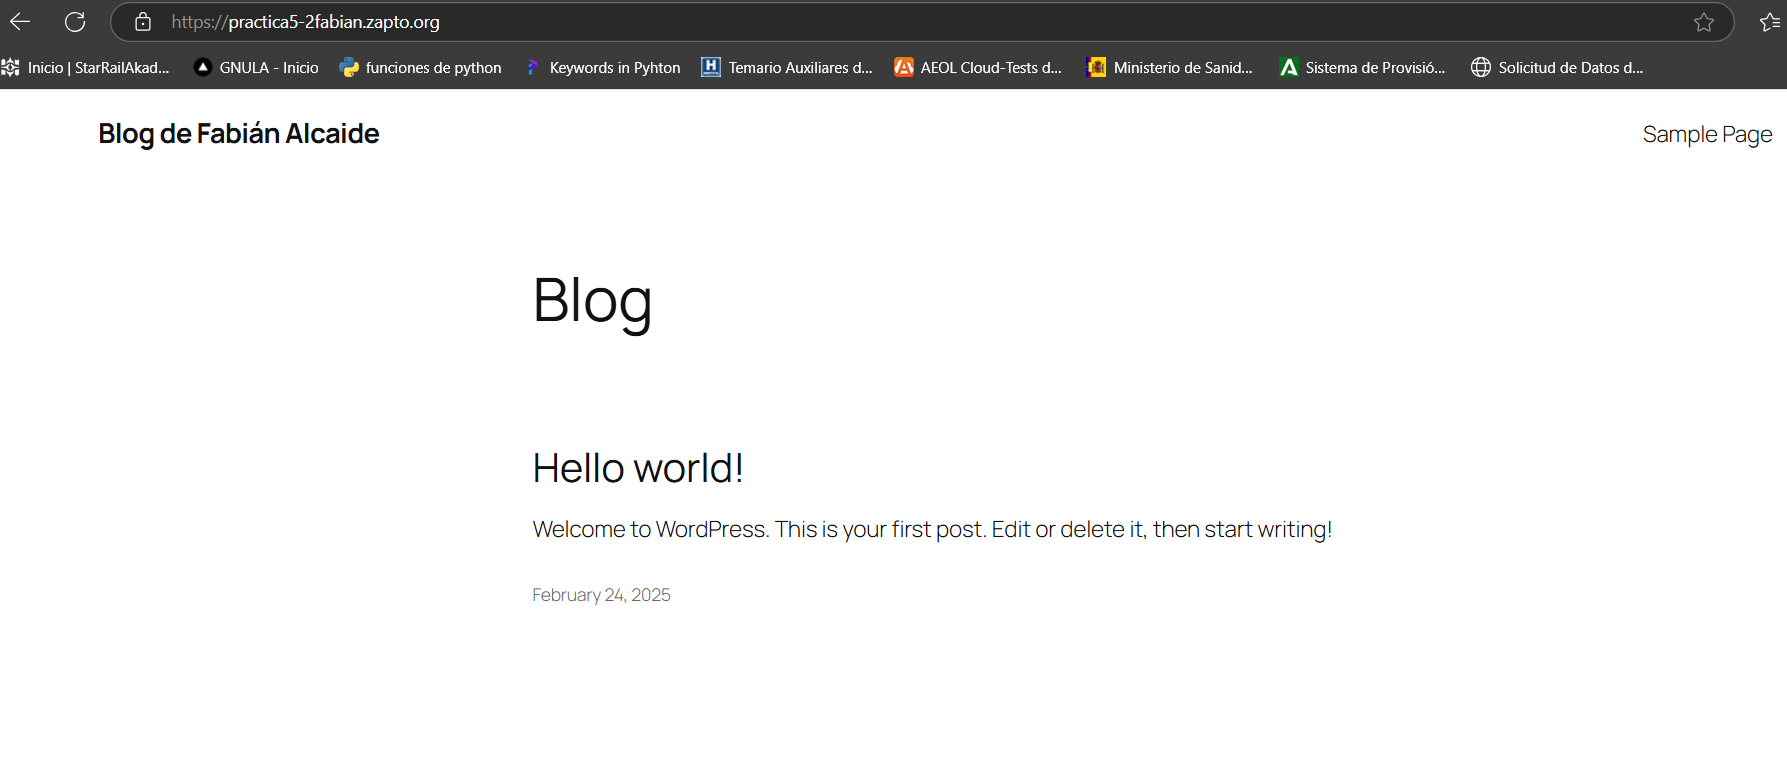 https://practica5-2fabian.zapto.org
Inicio | StarRailAkad... GNULA - Inicio funciones de python Keywords in Pyhton Temario Auxiliares d... AEOL Cloud-Tests d... Ministerio de Sanid... Sistema de Provisió... Solicitud de Datos d...
Blog de Fabián Alcaide Sample Page
Blog
Hello world!
Welcome to WordPress. This is your first post. Edit or delete it, then start writing!
February 24, 2025